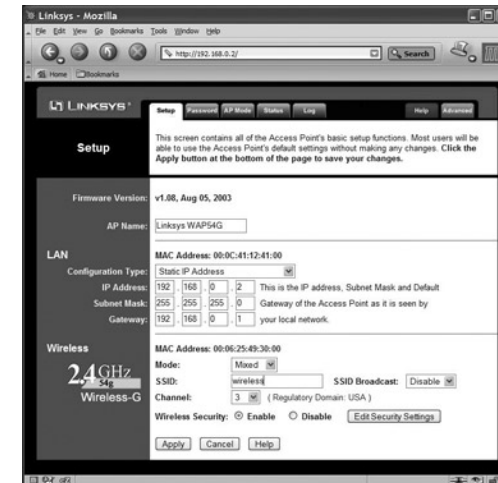 Linksys - Mozilla
File Edit View Go Bookmarks Tools Window Help
http://192.168.0.2/ Search
Home Bookmarks
LINKSYS®
Setup Password AP Mode Status Log Help Advanced
Setup
This screen contains all of the Access Point's basic setup functions. Most users will be
able to use the Access Point's default settings without making any changes. Click the
Apply button at the bottom of the page to save your changes.
Firmware Version: v1.08, Aug 05, 2003
AP Name: Linksys WAP54G
LAN MAC Address: 00:0C:41:12:41:00
Configuration Type: Static IP Address
IP Address: 192 . 168 . 0 . 2 This is the IP address, Subnet Mask and Default
Subnet Mask: 255 . 255 . 255 . 0 Gateway of the Access Point as it is seen by
Gateway: 192 . 168 . 0 . 1 your local network.
Wireless MAC Address: 00:06:25:49:30:00
Mode: Mixed
SSID: wireless SSID Broadcast: Disable
Channel: 3 ( Regulatory Domain: USA )
Wireless Security: Enable Disable Edit Security Settings
2.4GHz
54g
Wireless-G
Apply Cancel Help